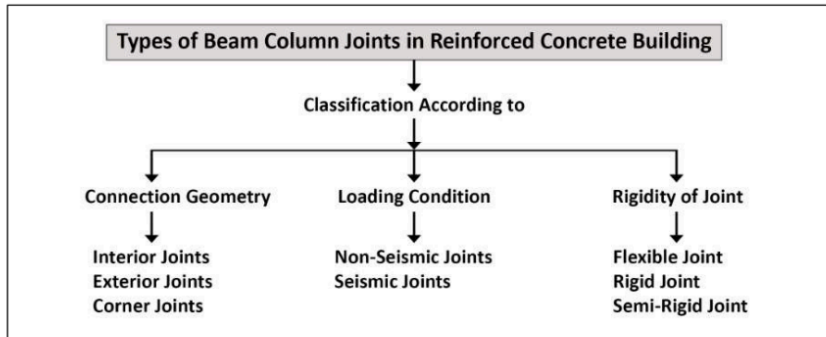 Types of Beam Column Joints in Reinforced Concrete Building
Classification According to
Connection Geometry
Interior Joints
Exterior Joints
Corner Joints
Loading Condition
Non-Seismic Joints
Seismic Joints
Rigidity of Joint
Flexible Joint
Rigid Joint
Semi-Rigid Joint